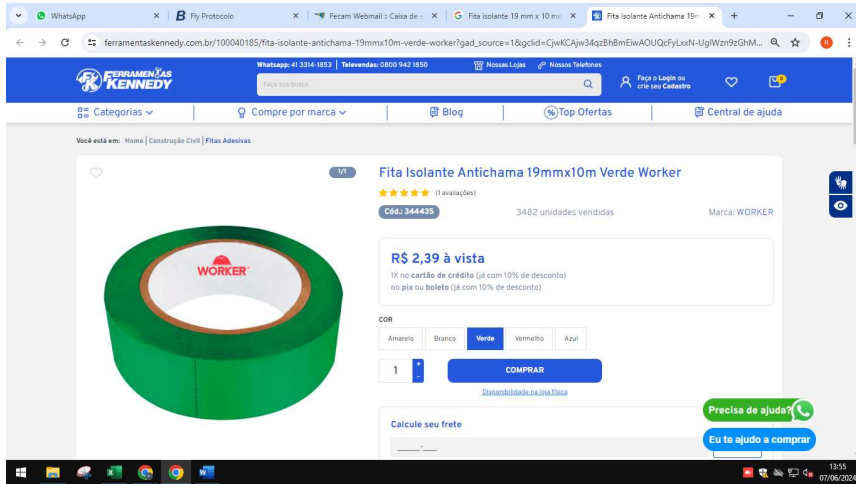 WhatsApp
Fly Protocolo
Fecam Webmail :: Caixa de e
Fita isolante 19 mm x 10 me
Fita Isolante Antichama 19m
ferramentaskennedy.com.br/100040185/fita-isolante-antichama-19mmx10m-verde-worker?gad_source=1&gclid=CjwKCAjw34qzBhBmEiwAOUQcFyLxxN-UglWzn9zGhM...
R
Whatsapp: 41 3314-1853 | Televendas: 0800 942 1850
Nossas Lojas
Nossos Telefones
FERRAMENTAS
KENNEDY
Faça sua busca
Faça o Login ou
crie seu Cadastro
0
Categorias
Compre por marca
Blog
Top Ofertas
Central de ajuda
Você está em: Home | Construção Civil | Fitas Adesivas
1/1
Fita Isolante Antichama 19mmx10m Verde Worker
(1 avaliações)
Cód.: 344435
3482 unidades vendidas
Marca: WORKER
WORKER
R$ 2,39 à vista
1X no cartão de crédito (já com 10% de desconto)
no pix ou boleto (já com 10% de desconto)
COR
Amarelo
Branco
Verde
Vermelho
Azul
1
COMPRAR
Disponibilidade na loja física
Calcule seu frete
_____-___
Precisa de ajuda?
Eu te ajudo a comprar
13:55
07/06/2024